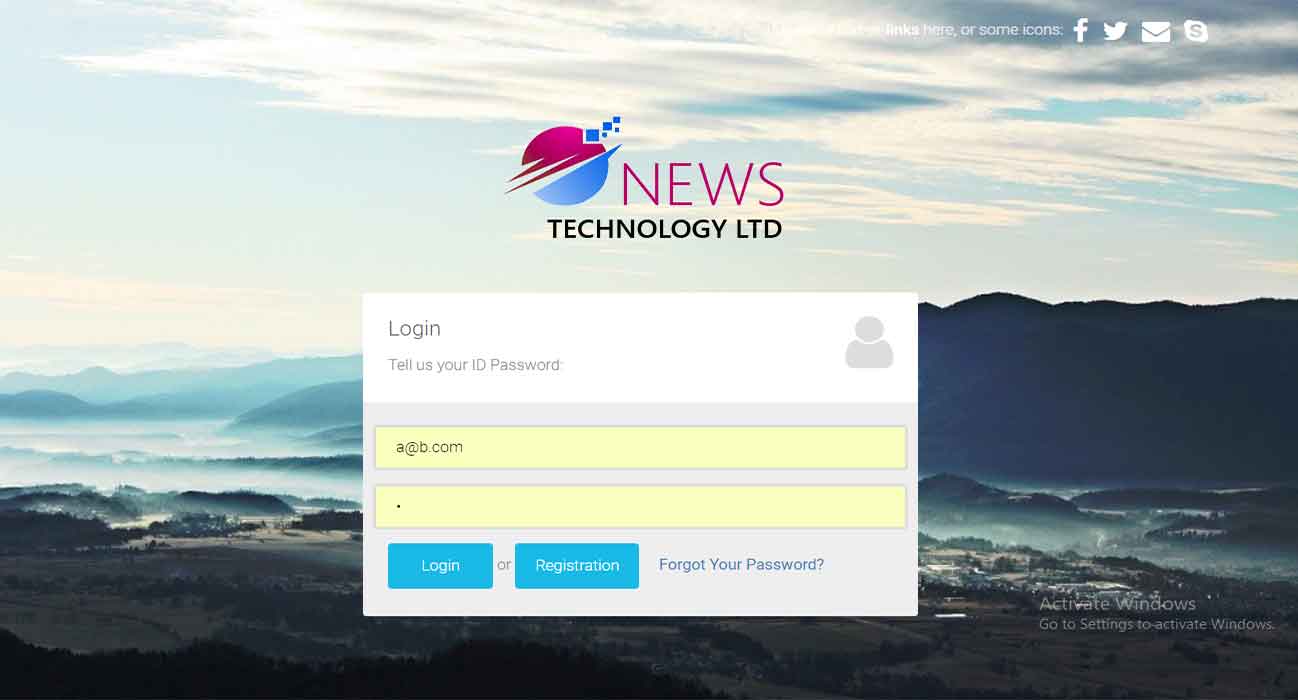 links here, or some icons:
NEWS
TECHNOLOGY LTD
Login
Tell us your ID Password:
a@b.com
Login or Registration Forgot Your Password?
Activate Windows
Go to Settings to activate Windows.